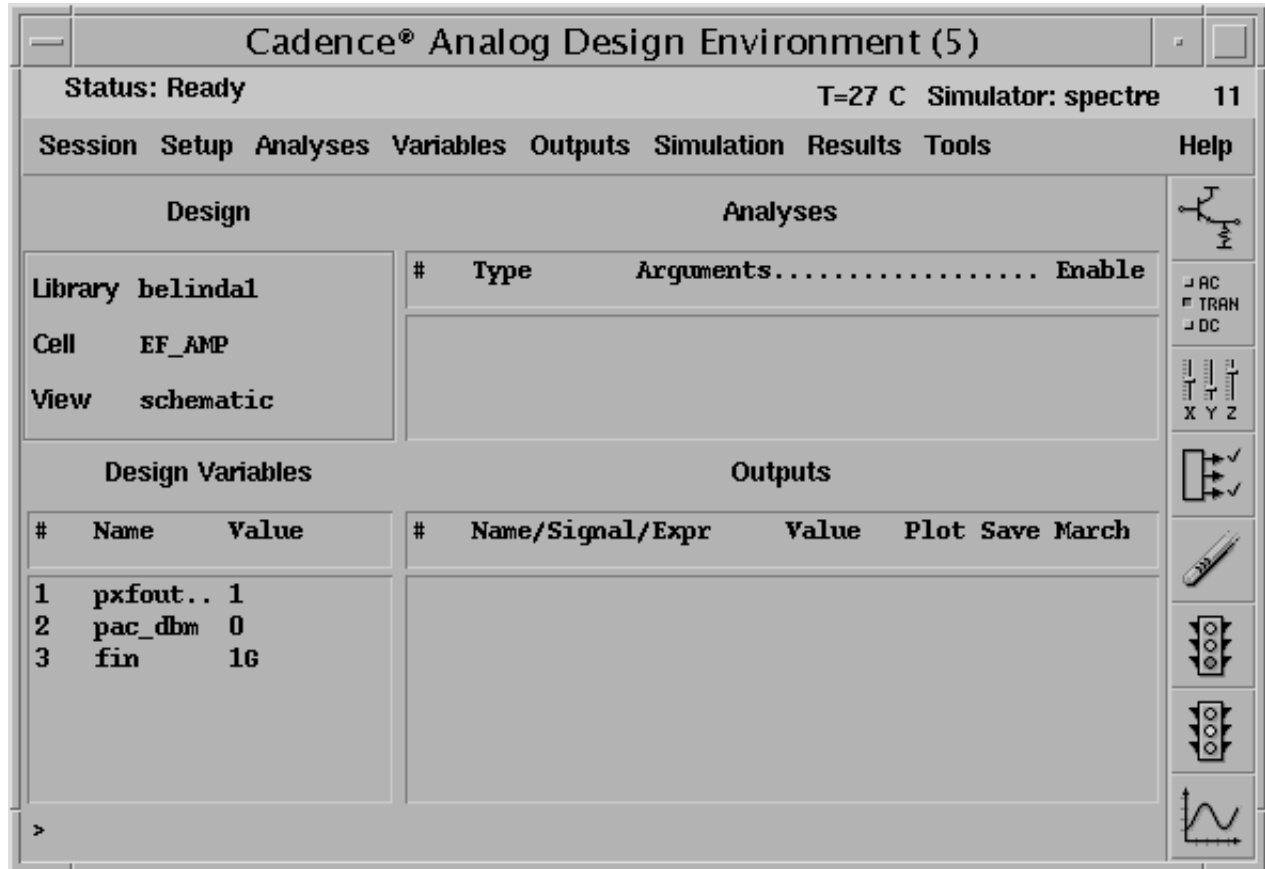 Cadence® Analog Design Environment (5)
Status: Ready T=27 C Simulator: spectre 11
Session Setup Analyses Variables Outputs Simulation Results Tools Help
Design
Analyses
Library belinda1
Cell EF_AMP
View schematic
# Type Arguments.................. Enable
AC
TRAN
DC
X Y Z
Design Variables
Outputs
# Name Value
# Name/Signal/Expr Value Plot Save March
1 pxfout.. 1
2 pac_dbm 0
3 fin 1G
>